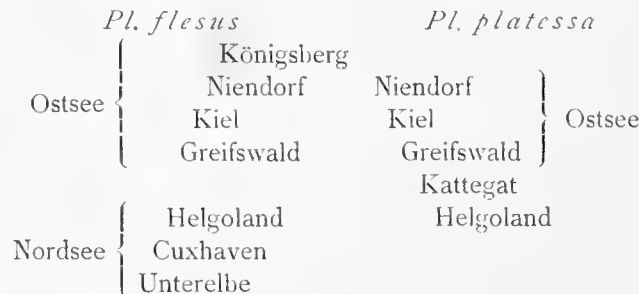 Pl. flesus Pl. platessa
Königsberg
Niendorf Niendorf
Ostsee Kiel Kiel Ostsee
Greifswald Greifswald
Kattegat
Helgoland Helgoland
Nordsee Cuxhaven
Unterelbe